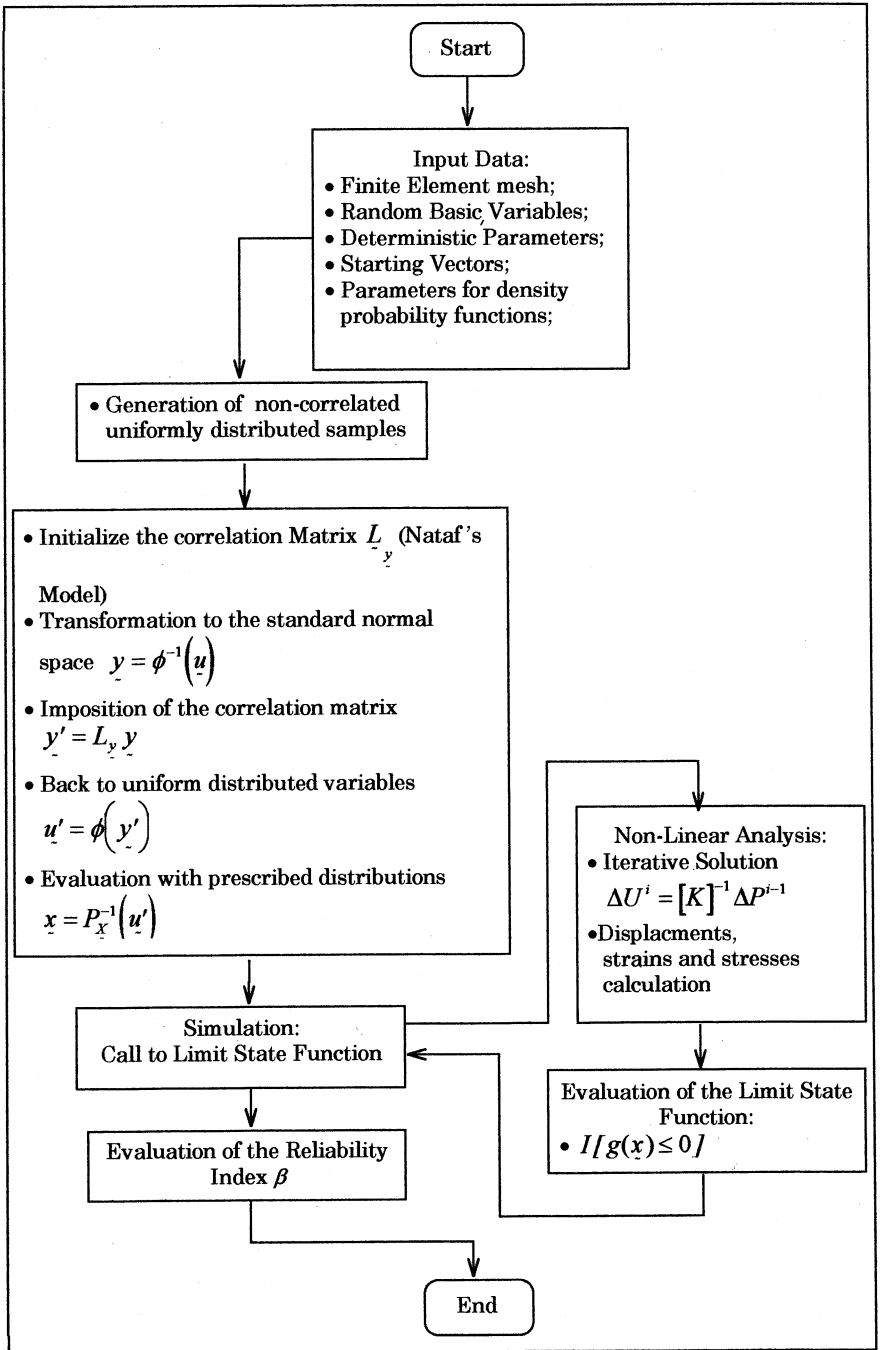 Start
Input Data:
• Finite Element mesh;
• Random Basic Variables;
• Deterministic Parameters;
• Starting Vectors;
• Parameters for density
probability functions;
• Generation of non-correlated
uniformly distributed samples
• Initialize the correlation Matrix L_y (Nataf's
Model)
• Transformation to the standard normal
space y = ϕ⁻¹(u)
• Imposition of the correlation matrix
y' = L_y y
• Back to uniform distributed variables
u' = ϕ(y')
• Evaluation with prescribed distributions
x = P_X⁻¹(u')
Simulation:
Call to Limit State Function
Evaluation of the Reliability
Index β
Non-Linear Analysis:
• Iterative Solution
ΔUⁱ = [K]⁻¹ ΔPⁱ⁻¹
•Displacments,
strains and stresses
calculation
Evaluation of the Limit State
Function:
• I[g(x) ≤ 0]
End